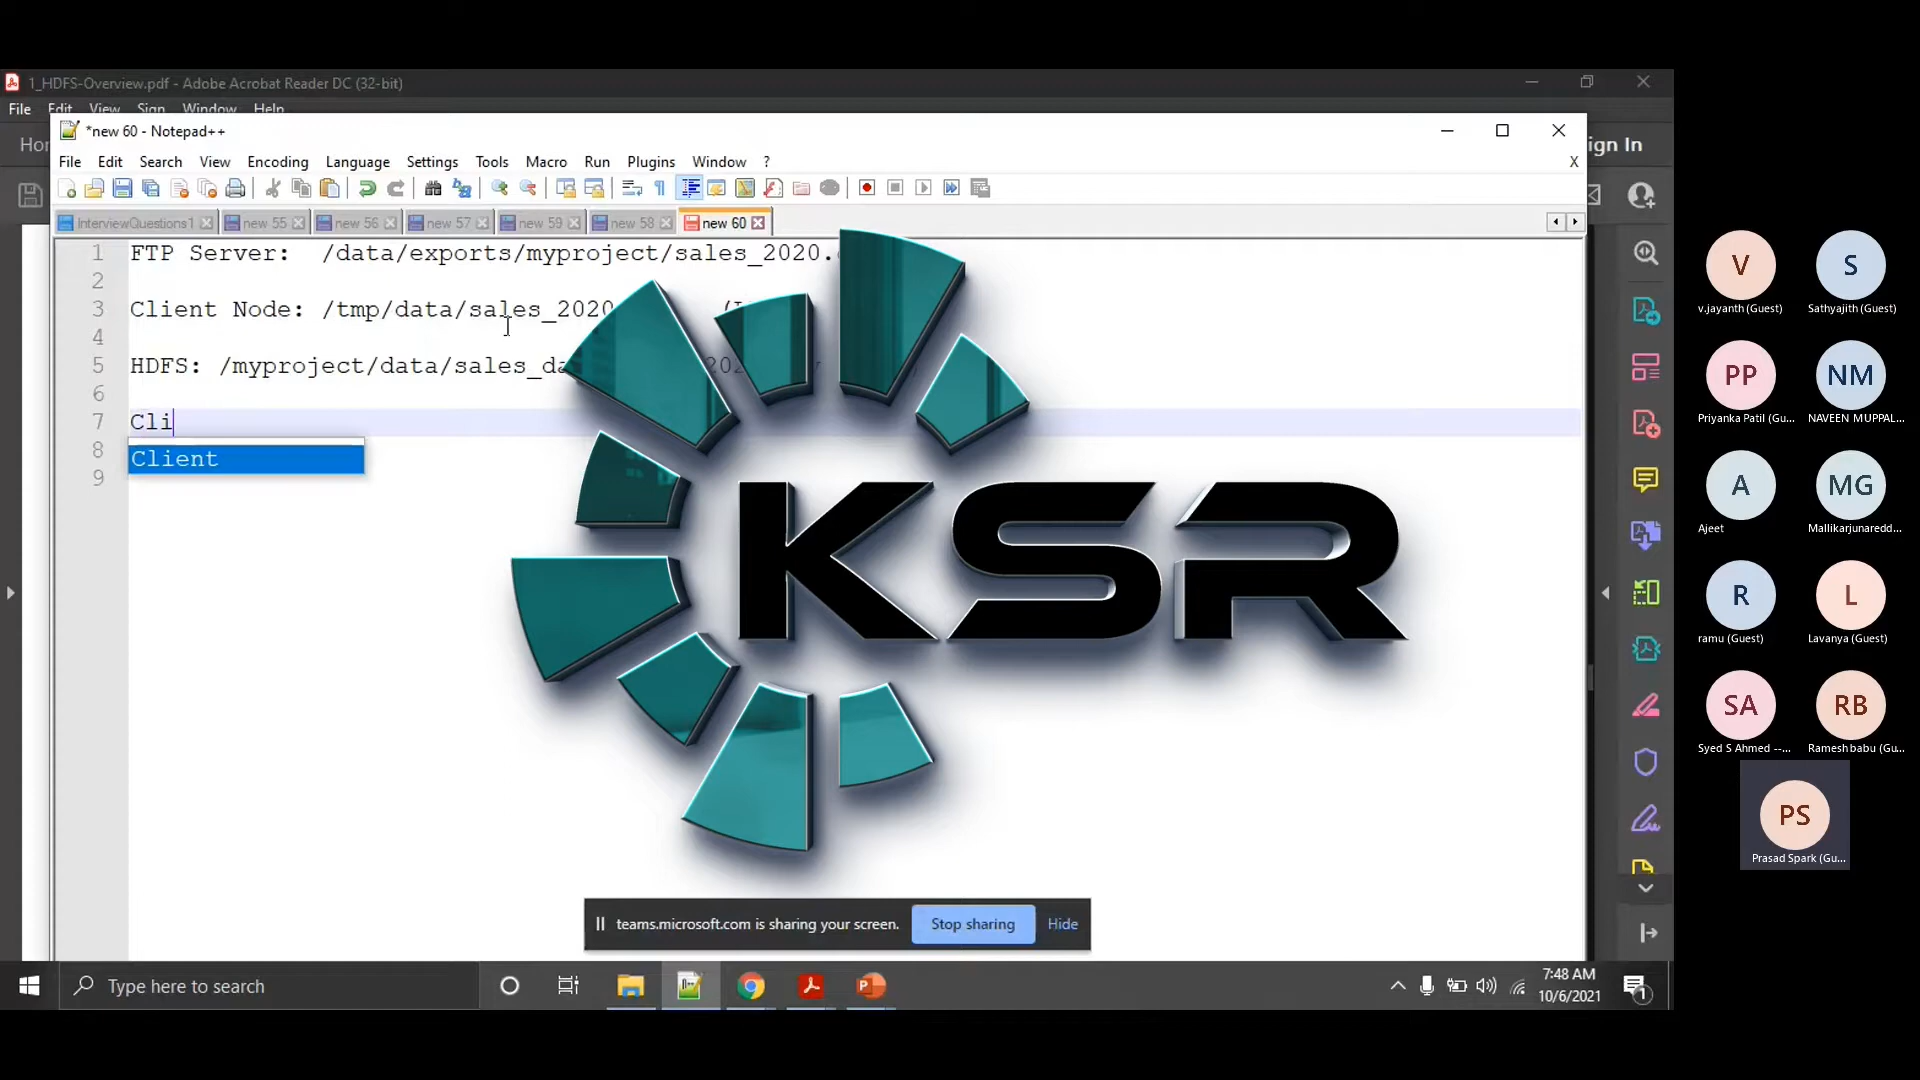 1_HDFS-Overview.pdf - Adobe Acrobat Reader DC (32-bit)
File Edit View Sign Window Help
ign In
*new 60 - Notepad++
File Edit Search View Encoding Language Settings Tools Macro Run Plugins Window ?
X
InterviewQuestions1 new 55 new 56 new 57 new 59 new 58 new 60
1 FTP Server: /data/exports/myproject/sales_2020.
2
3 Client Node: /tmp/data/sales_2020
4
5 HDFS: /myproject/data/sales_da
6
7 Cli
8 Client
9
KSR
V
v.jayanth (Guest)
S
Sathyajith (Guest)
PP
Priyanka Patil (Gu...
NM
NAVEEN MUPPAL...
A
Ajeet
MG
Mallikarjunaredd...
R
ramu (Guest)
L
Lavanya (Guest)
SA
Syed S Ahmed --...
RB
Rameshbabu (Gu...
PS
Prasad Spark (Gu...
teams.microsoft.com is sharing your screen. Stop sharing Hide
Type here to search
7:48 AM
10/6/2021
1